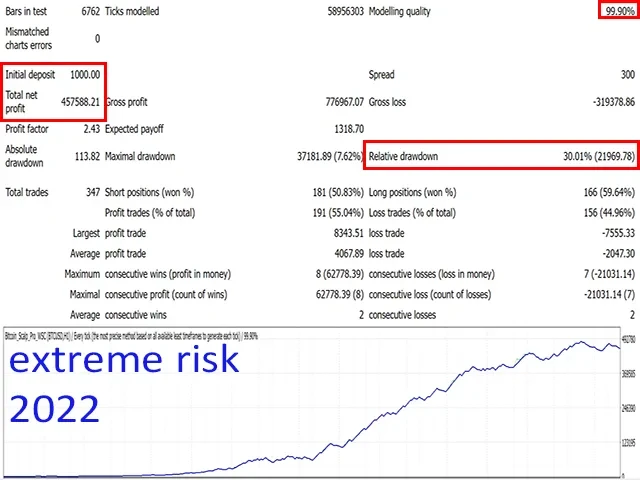 Bars in test 6762 Ticks modelled 58956303 Modelling quality 99.90%
Mismatched
charts errors 0
Initial deposit 1000.00 Spread 300
Total net
profit 457588.21 Gross profit 776967.07 Gross loss -319378.86
Profit factor 2.43 Expected payoff 1318.70
Absolute
drawdown 113.82 Maximal drawdown 37181.89 (7.62%) Relative drawdown 30.01% (21969.78)
Total trades 347 Short positions (won %) 181 (50.83%) Long positions (won %) 166 (59.64%)
Profit trades (% of total) 191 (55.04%) Loss trades (% of total) 156 (44.96%)
Largest profit trade 8343.51 loss trade -7555.33
Average profit trade 4067.89 loss trade -2047.30
Maximum consecutive wins (profit in money) 8 (62778.39) consecutive losses (loss in money) 7 (-21031.14)
Maximal consecutive profit (count of wins) 62778.39 (8) consecutive loss (count of losses) -21031.14 (7)
Average consecutive wins 2 consecutive losses 2
Bitcoin_Scalp_Pro_WSC (BTCUSD,H1) / Every tick (the most precise method based on all available least timeframes to generate each tick) / 99.90%
492780
extreme risk
369585
2022
246390
123195
0